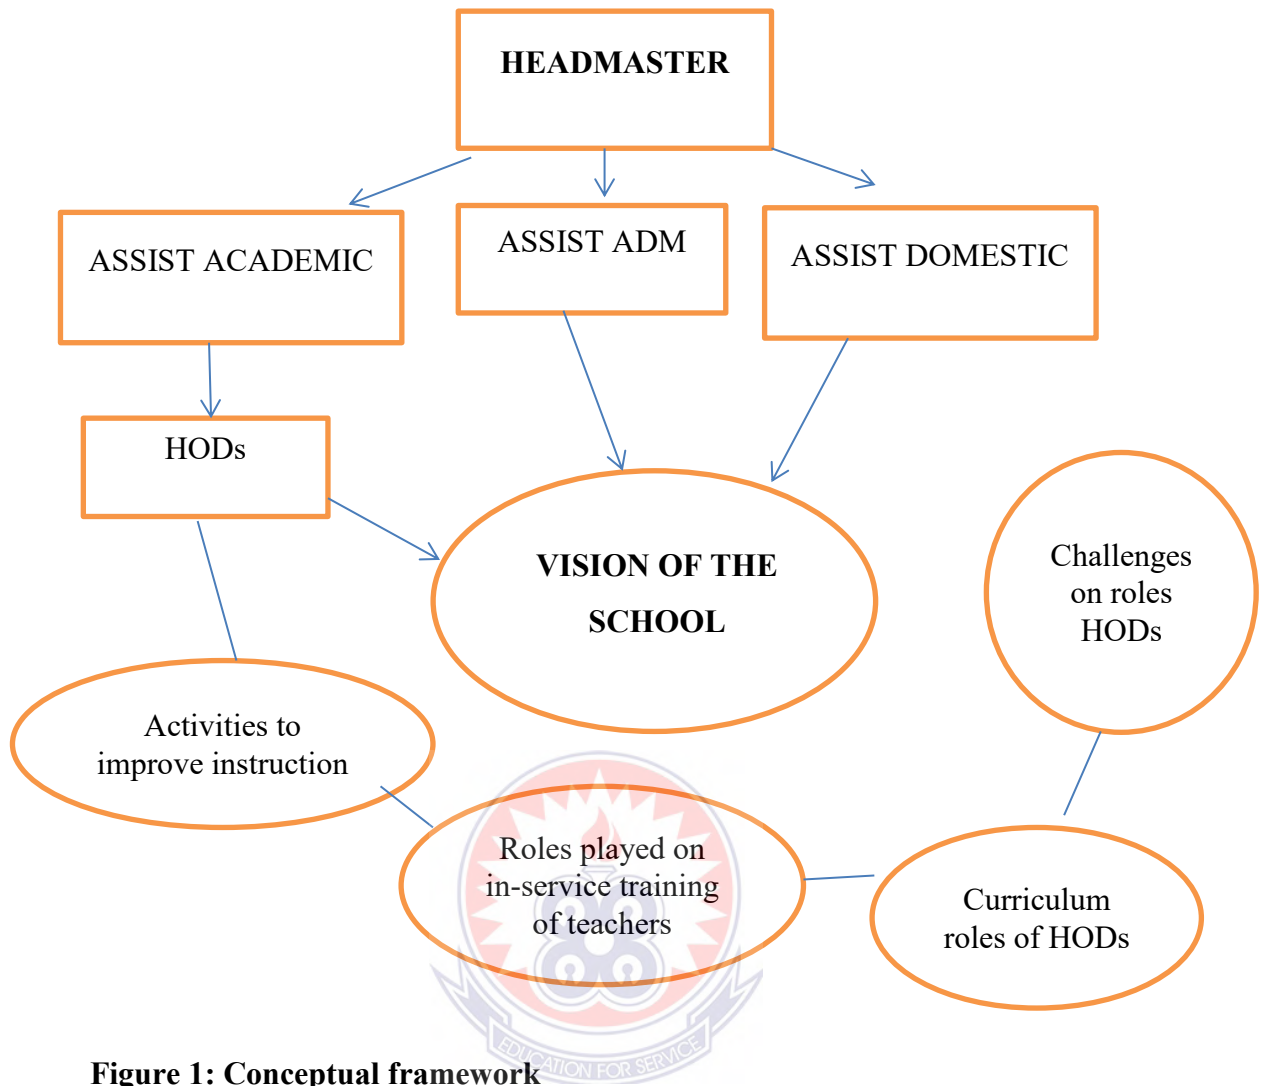 HEADMASTER
ASSIST ACADEMIC
ASSIST ADM
ASSIST DOMESTIC
HODs
VISION OF THE
SCHOOL
Challenges
on roles
HODs
Activities to
improve instruction
Roles played on
in-service training
of teachers
Curriculum
roles of HODs
EDUCATION FOR SERVICE
Figure 1: Conceptual framework